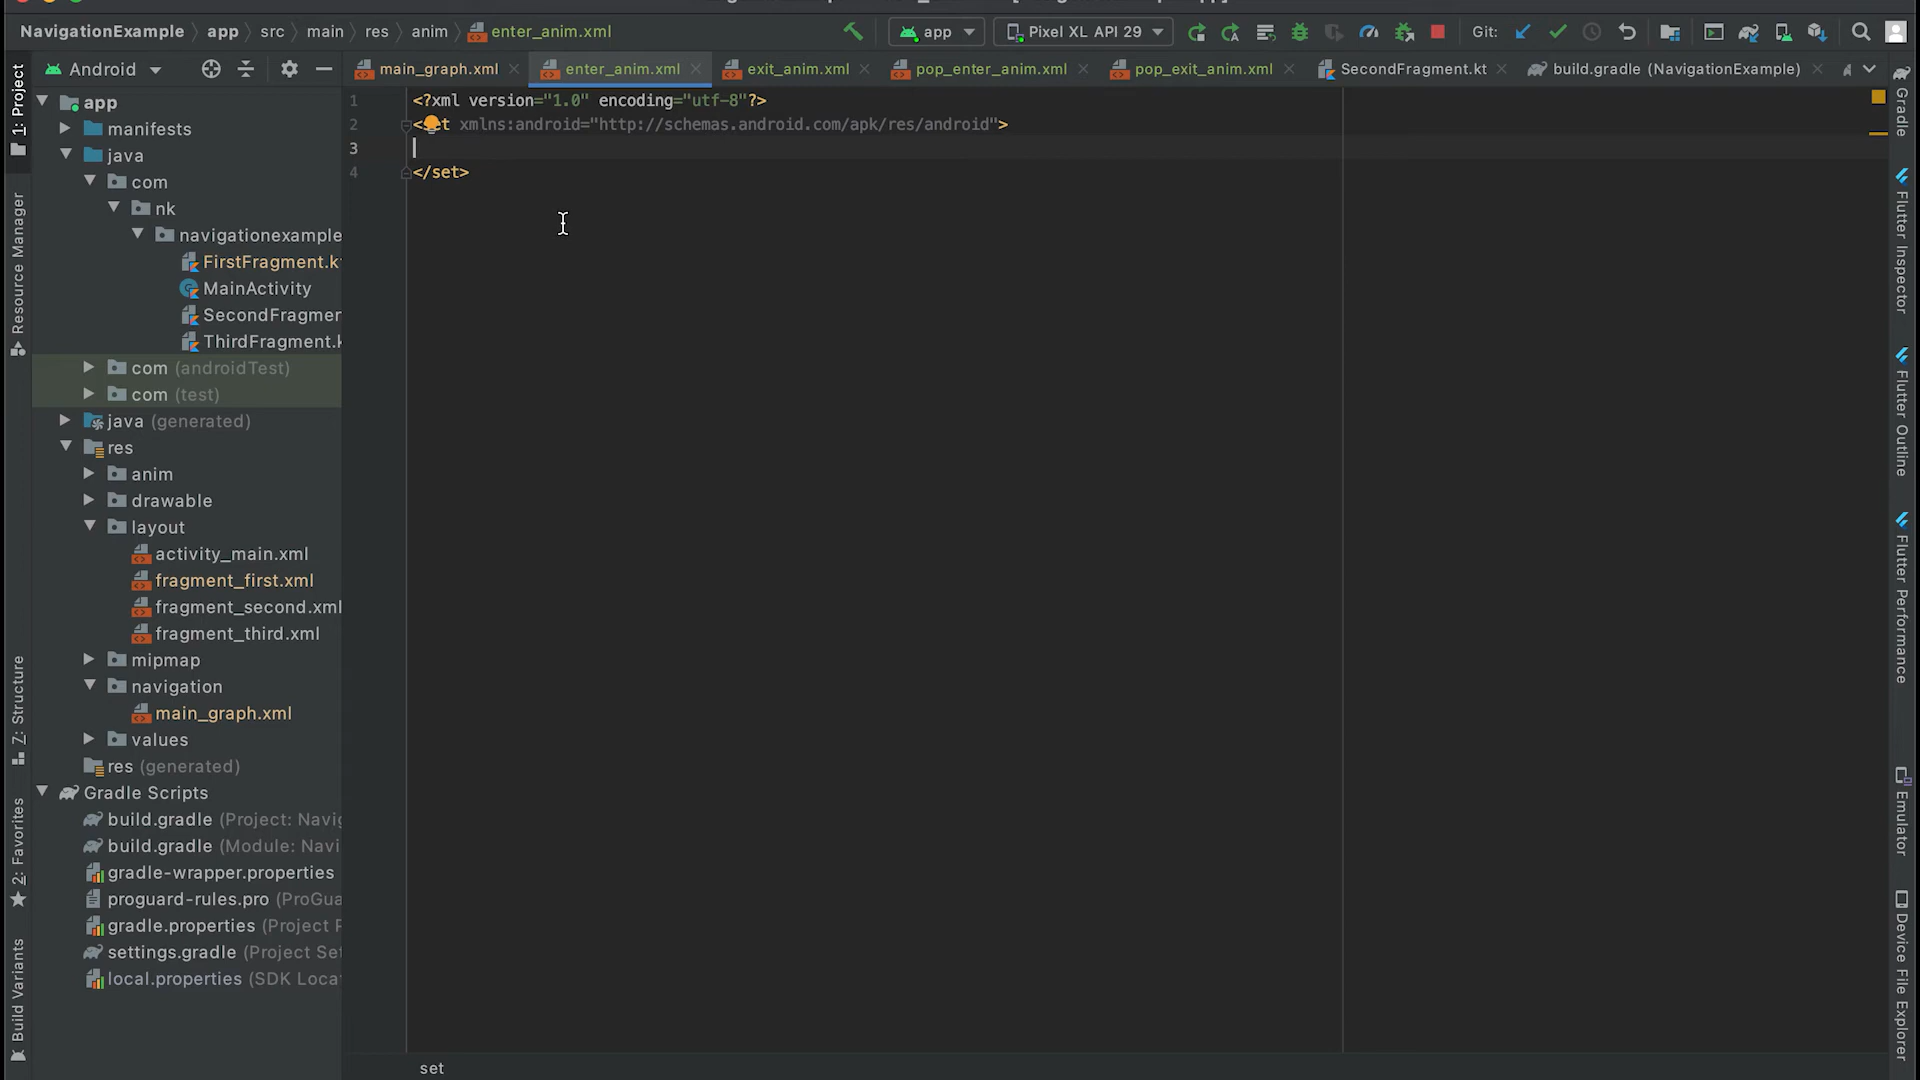 NavigationExample app src main res anim enter_anim.xml app Pixel XL API 29 Git:
Android main_graph.xml enter_anim.xml exit_anim.xml pop_enter_anim.xml pop_exit_anim.xml SecondFragment.kt build.gradle (NavigationExample)
1: Project
Resource Manager
Z: Structure
2: Favorites
Build Variants
app
manifests
java
com
nk
navigationexample
FirstFragment.k
MainActivity
SecondFragmen
ThirdFragment.k
com (androidTest)
com (test)
java (generated)
res
anim
drawable
layout
activity_main.xml
fragment_first.xml
fragment_second.xml
fragment_third.xml
mipmap
navigation
main_graph.xml
values
res (generated)
Gradle Scripts
build.gradle (Project: Navi
build.gradle (Module: Navi
gradle-wrapper.properties
proguard-rules.pro (ProGua
gradle.properties (Project P
settings.gradle (Project Set
local.properties (SDK Loca
1 <?xml version="1.0" encoding="utf-8"?>
2 xmlns:android="http://schemas.android.com/apk/res/android">
3
4 </set>
set
Gradle
Flutter Inspector
Flutter Outline
Flutter Performance
Emulator
Device File Explorer